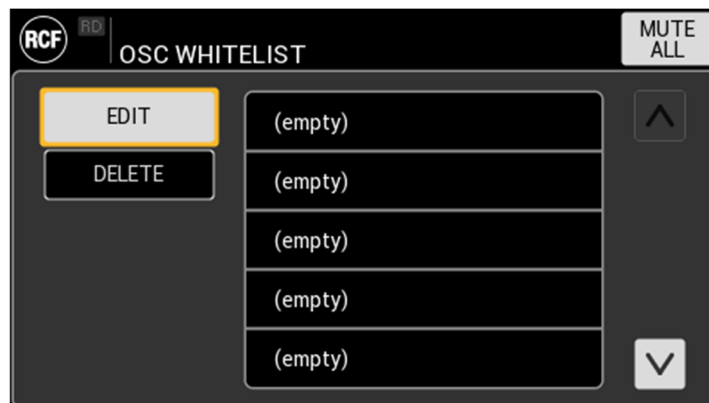 RCF
RD
OSC WHITELIST
MUTE
ALL
EDIT
DELETE
(empty)
(empty)
(empty)
(empty)
(empty)